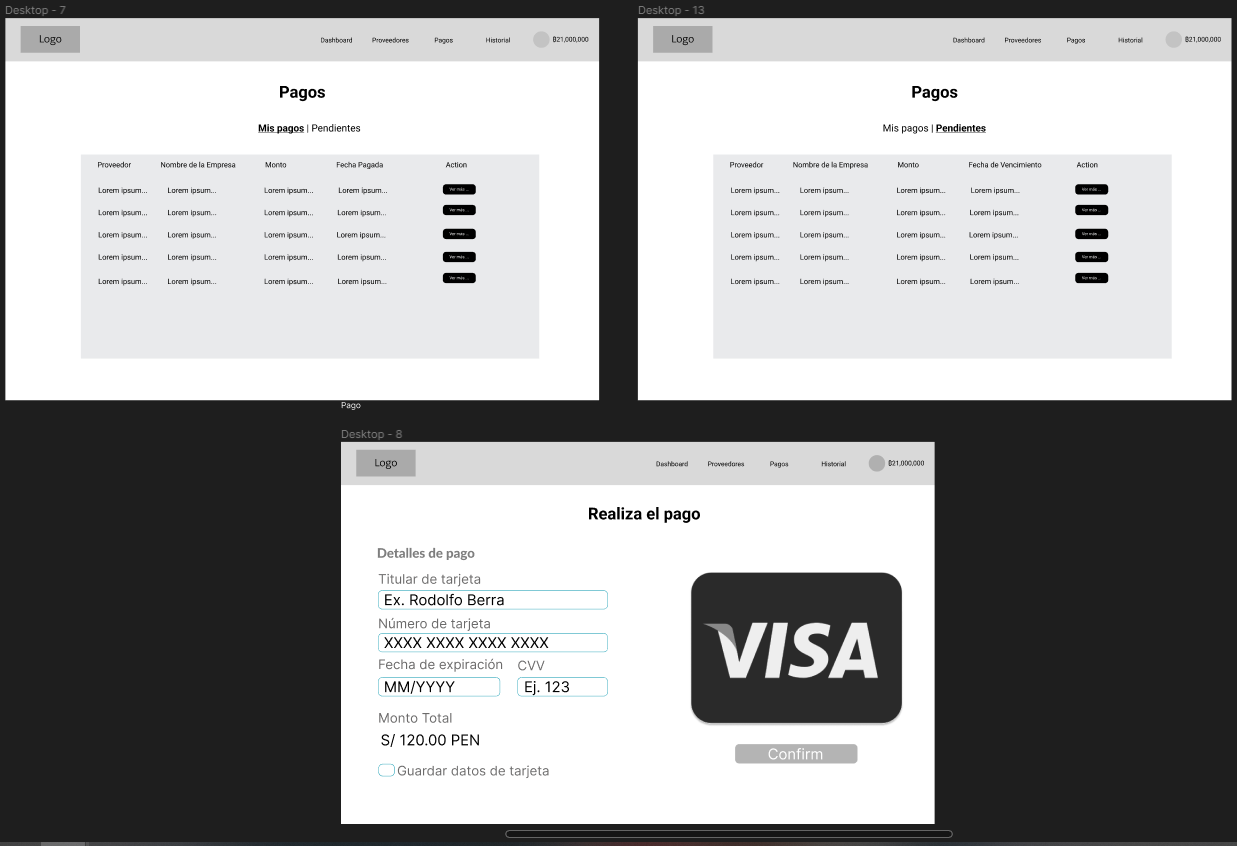 Desktop - 7
Logo
Dashboard Proveedores Pagos Historial ₿21,000,000
Pagos
Mis pagos | Pendientes
Proveedor Nombre de la Empresa Monto Fecha Pagada Action
Lorem ipsum... Lorem ipsum... Lorem ipsum... Lorem ipsum... Ver más ...
Lorem ipsum... Lorem ipsum... Lorem ipsum... Lorem ipsum... Ver más ...
Lorem ipsum... Lorem ipsum... Lorem ipsum... Lorem ipsum... Ver más ...
Lorem ipsum... Lorem ipsum... Lorem ipsum... Lorem ipsum... Ver más ...
Lorem ipsum... Lorem ipsum... Lorem ipsum... Lorem ipsum... Ver más ...
Desktop - 13
Logo
Dashboard Proveedores Pagos Historial ₿21,000,000
Pagos
Mis pagos | Pendientes
Proveedor Nombre de la Empresa Monto Fecha de Vencimiento Action
Lorem ipsum... Lorem ipsum... Lorem ipsum... Lorem ipsum... Ver más ...
Lorem ipsum... Lorem ipsum... Lorem ipsum... Lorem ipsum... Ver más ...
Lorem ipsum... Lorem ipsum... Lorem ipsum... Lorem ipsum... Ver más ...
Lorem ipsum... Lorem ipsum... Lorem ipsum... Lorem ipsum... Ver más ...
Lorem ipsum... Lorem ipsum... Lorem ipsum... Lorem ipsum... Ver más ...
Pago
Desktop - 8
Logo
Dashboard Proveedores Pagos Historial ₿21,000,000
Realiza el pago
Detalles de pago
Titular de tarjeta
Ex. Rodolfo Berra
Número de tarjeta
XXXX XXXX XXXX XXXX
Fecha de expiración CVV
MM/YYYY Ej. 123
Monto Total
S/ 120.00 PEN
Guardar datos de tarjeta
VISA
Confirm